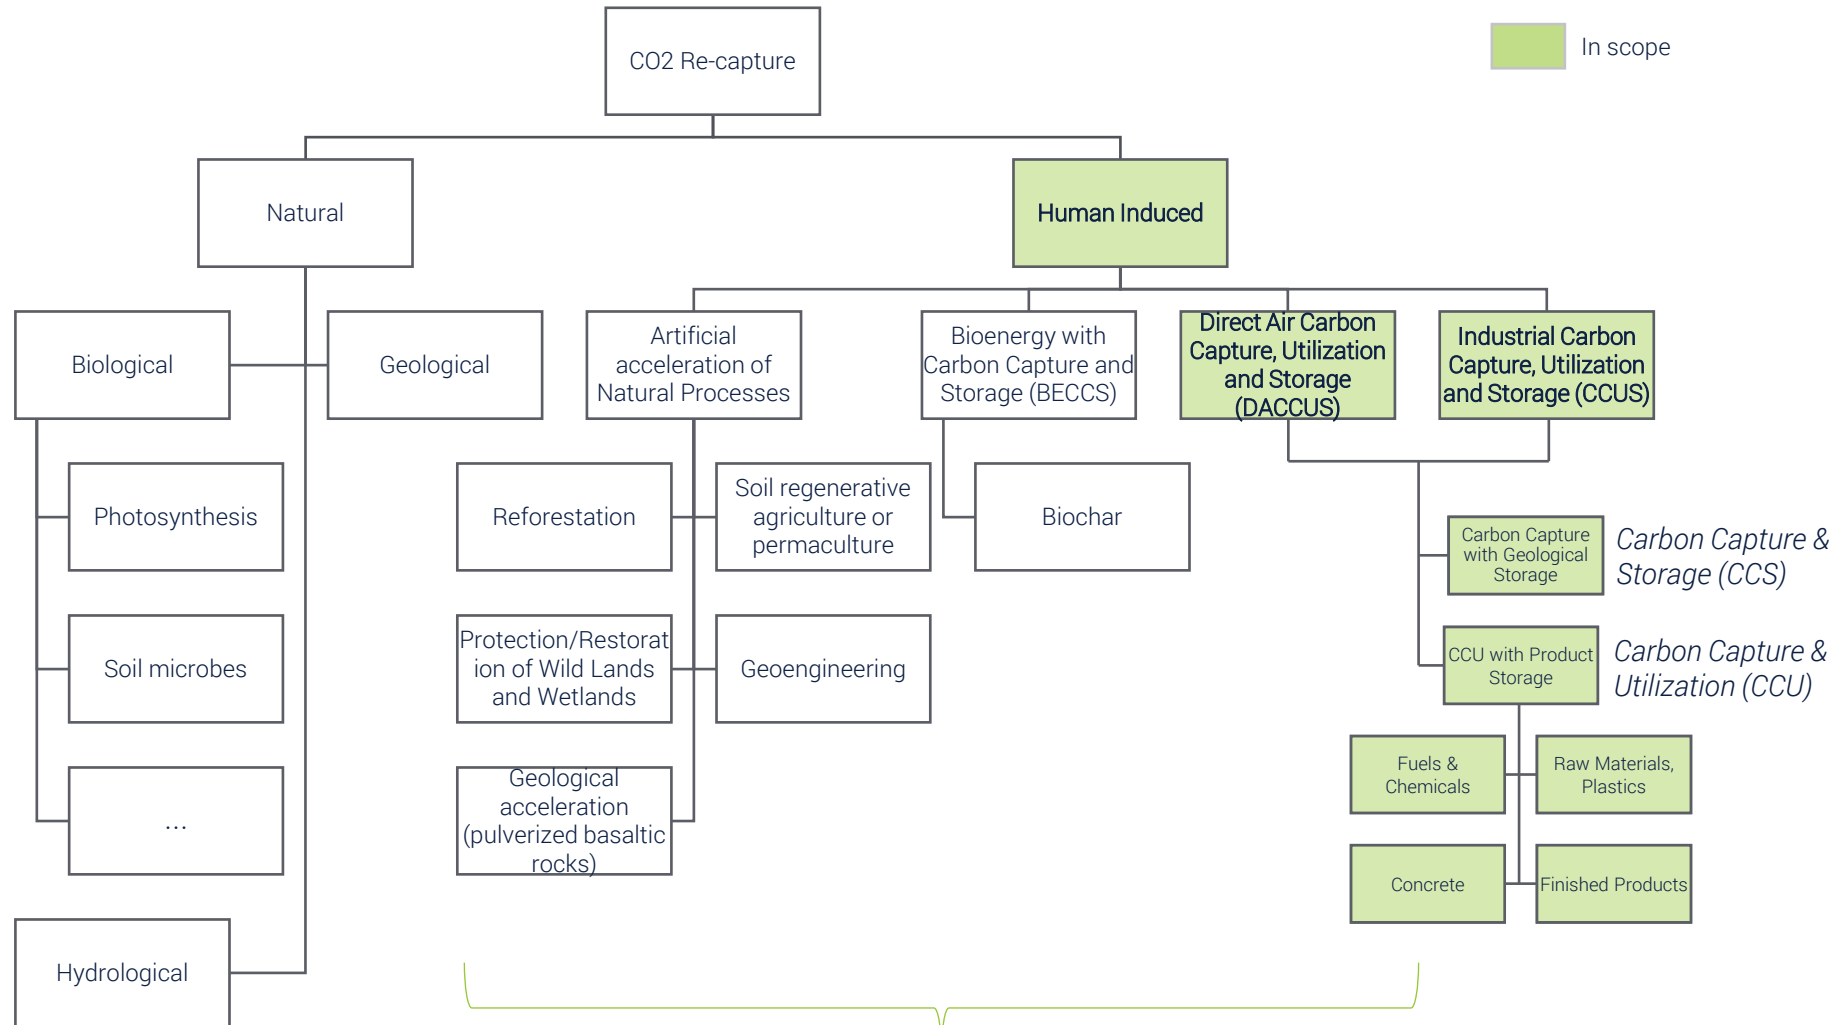 CO2 Re-capture
In scope
Natural
Human Induced
Biological
Geological
Artificial
acceleration of
Natural Processes
Bioenergy with
Carbon Capture and
Storage (BECCS)
Direct Air Carbon
Capture, Utilization
and Storage
(DACCUS)
Industrial Carbon
Capture, Utilization
and Storage (CCUS)
Photosynthesis
Reforestation
Soil regenerative
agriculture or
permaculture
Biochar
Carbon Capture
with Geological
Storage
Carbon Capture &
Storage (CCS)
Soil microbes
Protection/Restorat
ion of Wild Lands
and Wetlands
Geoengineering
CCU with Product
Storage
Carbon Capture &
Utilization (CCU)
...
Geological
acceleration
(pulverized basaltic
rocks)
Fuels &
Chemicals
Raw Materials,
Plastics
Concrete
Finished Products
Hydrological